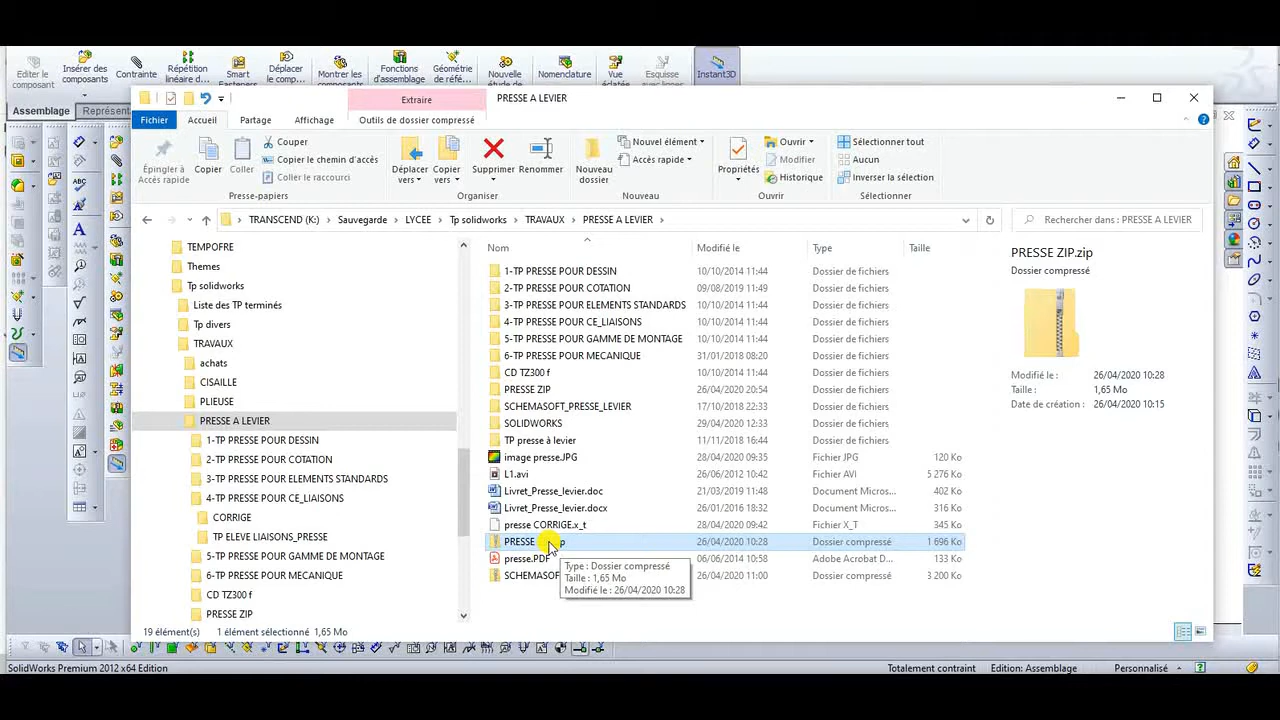 Editer le composant
Insérer des composants
Contrainte
Répétition linéaire d...
Smart Fasteners
Déplacer le comp...
Montrer les composants
Fonctions d'assemblage
Géométrie de réfé...
Nouvelle étude de
Nomenclature
Vue éclatée
Esquisse
Instant3D
Assemblage
Représent
Extraire
PRESSE A LEVIER
Fichier
Accueil
Partage
Affichage
Outils de dossier compressé
Épingler à Accès rapide
Copier
Coller
Couper
Copier le chemin d'accès
Coller le raccourci
Presse-papiers
Déplacer vers
Copier vers
Supprimer
Renommer
Organiser
Nouveau dossier
Nouvel élément
Accès rapide
Nouveau
Propriétés
Ouvrir
Modifier
Historique
Ouvrir
Sélectionner tout
Aucun
Inverser la sélection
Sélectionner
TRANSCEND (K:) > Sauvegarde > LYCEE > Tp solidworks > TRAVAUX > PRESSE A LEVIER >
Rechercher dans : PRESSE A LEVIER
TEMPOFRE
Themes
Tp solidworks
Liste des TP terminés
Tp divers
TRAVAUX
achats
CISAILLE
PLIEUSE
PRESSE A LEVIER
1-TP PRESSE POUR DESSIN
2-TP PRESSE POUR COTATION
3-TP PRESSE POUR ELEMENTS STANDARDS
4-TP PRESSE POUR CE_LIAISONS
CORRIGE
TP ELEVE LIAISONS_PRESSE
5-TP PRESSE POUR GAMME DE MONTAGE
6-TP PRESSE POUR MECANIQUE
CD TZ300 f
PRESSE ZIP
Nom Modifié le Type Taille
1-TP PRESSE POUR DESSIN 10/10/2014 11:44 Dossier de fichiers
2-TP PRESSE POUR COTATION 09/08/2019 11:49 Dossier de fichiers
3-TP PRESSE POUR ELEMENTS STANDARDS 10/10/2014 11:44 Dossier de fichiers
4-TP PRESSE POUR CE_LIAISONS 10/10/2014 11:44 Dossier de fichiers
5-TP PRESSE POUR GAMME DE MONTAGE 10/10/2014 11:44 Dossier de fichiers
6-TP PRESSE POUR MECANIQUE 31/01/2018 08:20 Dossier de fichiers
CD TZ300 f 10/10/2014 11:44 Dossier de fichiers
PRESSE ZIP 26/04/2020 20:54 Dossier de fichiers
SCHEMASOFT_PRESSE_LEVIER 17/10/2018 22:33 Dossier de fichiers
SOLIDWORKS 29/04/2020 12:33 Dossier de fichiers
TP presse à levier 11/11/2018 16:44 Dossier de fichiers
image presse.JPG 28/04/2020 09:35 Fichier JPG 120 Ko
L1.avi 26/06/2012 10:42 Fichier AVI 5 276 Ko
Livret_Presse_levier.doc 21/03/2019 11:48 Document Micros... 402 Ko
Livret_Presse_levier.docx 26/01/2016 18:32 Document Micros... 316 Ko
presse CORRIGE.x_t 28/04/2020 09:42 Fichier X_T 345 Ko
PRESSE p 26/04/2020 10:28 Dossier compressé 1 696 Ko
presse.PDF 06/06/2014 10:58 Adobe Acrobat D... 133 Ko
SCHEMASOF 26/04/2020 11:00 Dossier compressé 3 200 Ko
Type : Dossier compressé
Taille : 1,65 Mo
Modifié le : 26/04/2020 10:28
PRESSE ZIP.zip
Dossier compressé
Modifié le : 26/04/2020 10:28
Taille : 1,65 Mo
Date de création : 26/04/2020 10:15
19 élément(s) 1 élément sélectionné 1,65 Mo
SolidWorks Premium 2012 x64 Edition
Totalement contraint
Edition: Assemblage
Personnalisé